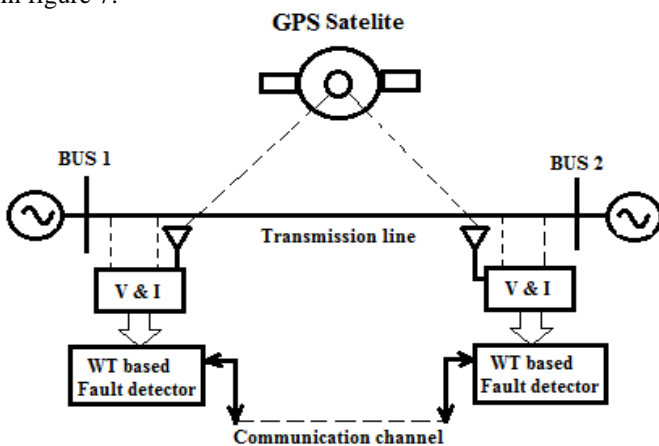 in figure 7.
GPS Satelite
BUS 1
BUS 2
Transmission line
V & I
V & I
WT based
Fault detector
WT based
Fault detector
Communication channel